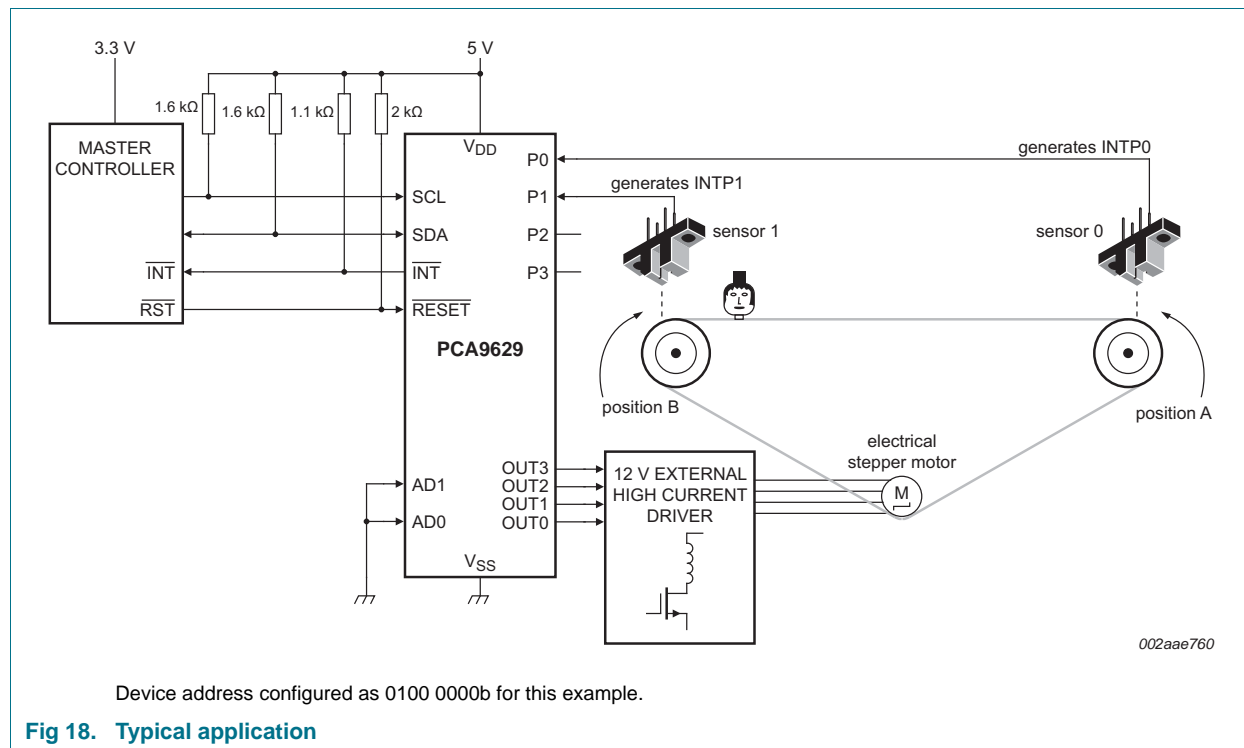 3.3 V
5 V
1.6 kΩ
1.6 kΩ
1.1 kΩ
2 kΩ
MASTER
CONTROLLER
INT
RST
VDD
SCL
SDA
INT
RESET
PCA9629
P0
P1
P2
P3
generates INTP0
generates INTP1
sensor 1
sensor 0
position B
position A
electrical
stepper motor
M
AD1
AD0
OUT3
OUT2
OUT1
OUT0
VSS
12 V EXTERNAL
HIGH CURRENT
DRIVER
002aae760
Device address configured as 0100 0000b for this example.
Fig 18. Typical application